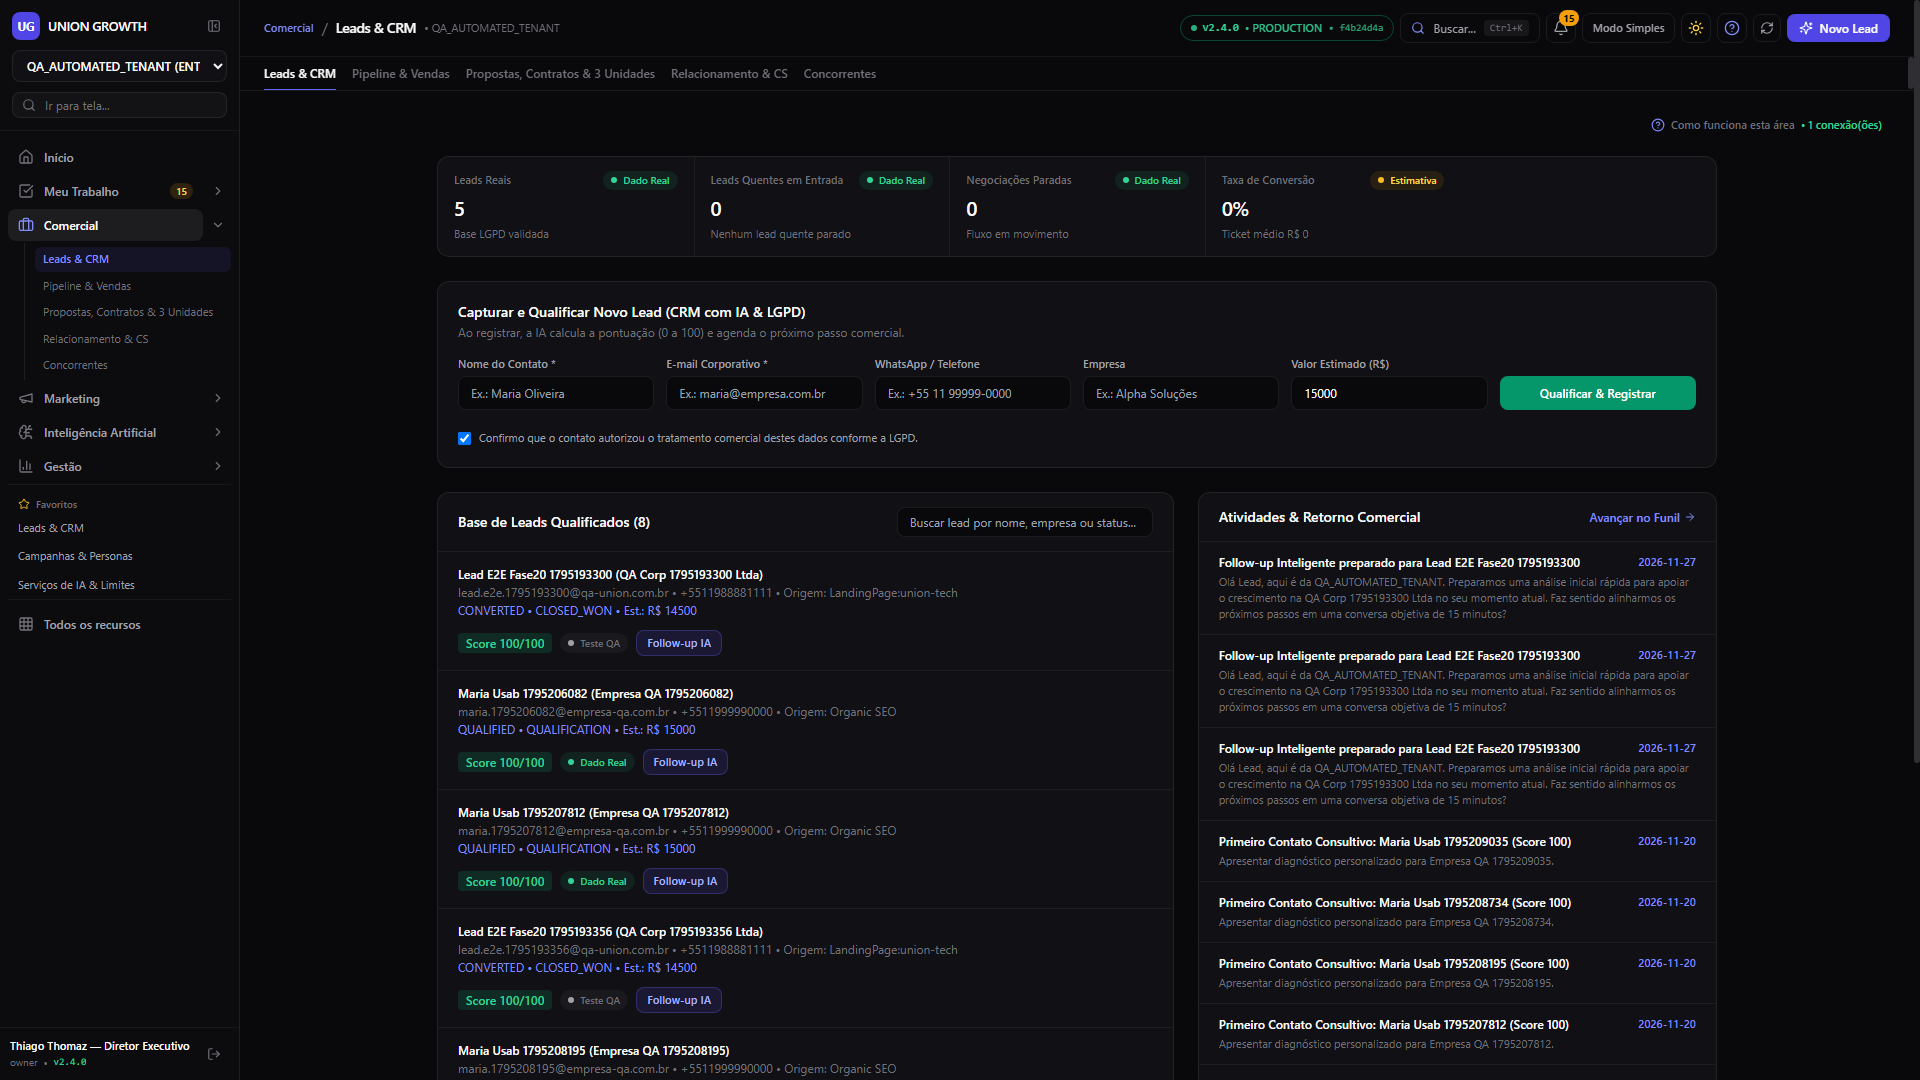 UG UNION GROWTH
QA_AUTOMATED_TENANT (ENT
Ir para tela...
Início
Meu Trabalho 15
Comercial
Leads & CRM
Pipeline & Vendas
Propostas, Contratos & 3 Unidades
Relacionamento & CS
Concorrentes
Marketing
Inteligência Artificial
Gestão
Favoritos
Leads & CRM
Campanhas & Personas
Serviços de IA & Limites
Todos os recursos
Thiago Thomaz — Diretor Executivo
owner • v2.4.0
Comercial / Leads & CRM • QA_AUTOMATED_TENANT
v2.4.0 • PRODUCTION • f4b24d4a
Buscar... Ctrl+K
15
Modo Simples
Novo Lead
Leads & CRM
Pipeline & Vendas
Propostas, Contratos & 3 Unidades
Relacionamento & CS
Concorrentes
Como funciona esta área • 1 conexão(ões)
Leads Reais Dado Real
5
Base LGPD validada
Leads Quentes em Entrada Dado Real
0
Nenhum lead quente parado
Negociações Paradas Dado Real
0
Fluxo em movimento
Taxa de Conversão Estimativa
0%
Ticket médio R$ 0
Capturar e Qualificar Novo Lead (CRM com IA & LGPD)
Ao registrar, a IA calcula a pontuação (0 a 100) e agenda o próximo passo comercial.
Nome do Contato *
Ex.: Maria Oliveira
E-mail Corporativo *
Ex.: maria@empresa.com.br
WhatsApp / Telefone
Ex.: +55 11 99999-0000
Empresa
Ex.: Alpha Soluções
Valor Estimado (R$)
15000
Qualificar & Registrar
Confirmo que o contato autorizou o tratamento comercial destes dados conforme a LGPD.
Base de Leads Qualificados (8)
Buscar lead por nome, empresa ou status...
Lead E2E Fase20 1795193300 (QA Corp 1795193300 Ltda)
lead.e2e.1795193300@qa-union.com.br • +5511988881111 • Origem: LandingPage:union-tech
CONVERTED • CLOSED_WON • Est.: R$ 14500
Score 100/100 Teste QA Follow-up IA
Maria Usab 1795206082 (Empresa QA 1795206082)
maria.1795206082@empresa-qa.com.br • +5511999990000 • Origem: Organic SEO
QUALIFIED • QUALIFICATION • Est.: R$ 15000
Score 100/100 Dado Real Follow-up IA
Maria Usab 1795207812 (Empresa QA 1795207812)
maria.1795207812@empresa-qa.com.br • +5511999990000 • Origem: Organic SEO
QUALIFIED • QUALIFICATION • Est.: R$ 15000
Score 100/100 Dado Real Follow-up IA
Lead E2E Fase20 1795193356 (QA Corp 1795193356 Ltda)
lead.e2e.1795193356@qa-union.com.br • +5511988881111 • Origem: LandingPage:union-tech
CONVERTED • CLOSED_WON • Est.: R$ 14500
Score 100/100 Teste QA Follow-up IA
Maria Usab 1795208195 (Empresa QA 1795208195)
maria.1795208195@empresa-qa.com.br • +5511999990000 • Origem: Organic SEO
Atividades & Retorno Comercial
Avançar no Funil →
Follow-up Inteligente preparado para Lead E2E Fase20 1795193300 2026-11-27
Olá Lead, aqui é da QA_AUTOMATED_TENANT. Preparamos uma análise inicial rápida para apoiar
o crescimento na QA Corp 1795193300 Ltda no seu momento atual. Faz sentido alinharmos os
próximos passos em uma conversa objetiva de 15 minutos?
Follow-up Inteligente preparado para Lead E2E Fase20 1795193300 2026-11-27
Olá Lead, aqui é da QA_AUTOMATED_TENANT. Preparamos uma análise inicial rápida para apoiar
o crescimento na QA Corp 1795193300 Ltda no seu momento atual. Faz sentido alinharmos os
próximos passos em uma conversa objetiva de 15 minutos?
Follow-up Inteligente preparado para Lead E2E Fase20 1795193300 2026-11-27
Olá Lead, aqui é da QA_AUTOMATED_TENANT. Preparamos uma análise inicial rápida para apoiar
o crescimento na QA Corp 1795193300 Ltda no seu momento atual. Faz sentido alinharmos os
próximos passos em uma conversa objetiva de 15 minutos?
Primeiro Contato Consultivo: Maria Usab 1795209035 (Score 100) 2026-11-20
Apresentar diagnóstico personalizado para Empresa QA 1795209035.
Primeiro Contato Consultivo: Maria Usab 1795208734 (Score 100) 2026-11-20
Apresentar diagnóstico personalizado para Empresa QA 1795208734.
Primeiro Contato Consultivo: Maria Usab 1795208195 (Score 100) 2026-11-20
Apresentar diagnóstico personalizado para Empresa QA 1795208195.
Primeiro Contato Consultivo: Maria Usab 1795207812 (Score 100) 2026-11-20
Apresentar diagnóstico personalizado para Empresa QA 1795207812.